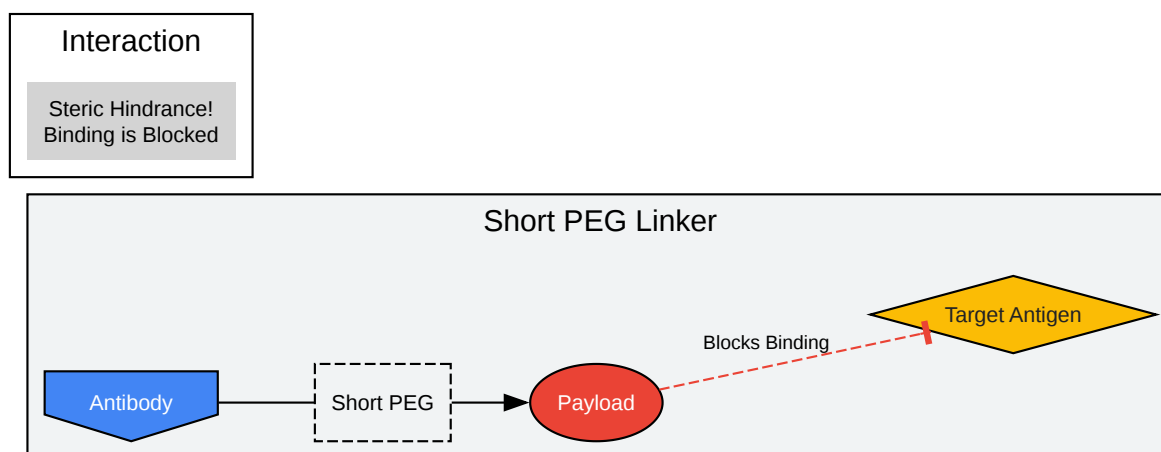 Interaction
Steric Hindrance!
Binding is Blocked
Short PEG Linker
Target Antigen
Blocks Binding
Antibody
Short PEG
Payload